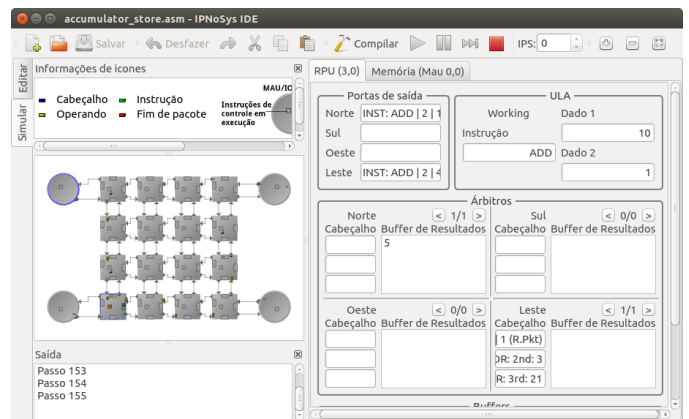 accumulator_store.asm - IPNoSys IDE
Salvar
Desfazer
Compilar
IPS: 0
Editar
Simular
Informações de icones
Cabeçalho
Instrução
Operando
Fim de pacote
MAU/IO
Instruções de
controle em
execução
Saída
Passo 153
Passo 154
Passo 155
RPU (3,0)
Memória (Mau 0,0)
Portas de saída
Norte INST: ADD | 2 | 1
Sul
Oeste
Leste INST: ADD | 2 | 4
ULA
Working
Dado 1
Instrução
10
ADD
Dado 2
1
Árbitros
Norte < 1/1 >
Cabeçalho Buffer de Resultados
5
Sul < 0/0 >
Cabeçalho Buffer de Resultados
Oeste < 0/0 >
Cabeçalho Buffer de Resultados
Leste < 1/1 >
Cabeçalho Buffer de Resultados
| 1 (R.Pkt)
DR: 2nd: 3
R: 3rd: 21
Buffers